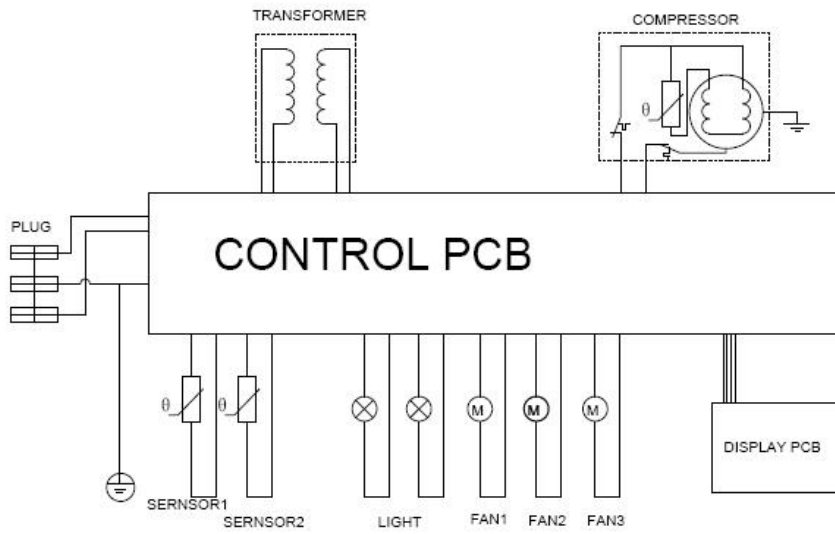 TRANSFORMER
COMPRESSOR
θ
PLUG
CONTROL PCB
θ
θ
M
M
M
DISPLAY PCB
SERNSOR1
SERNSOR2
LIGHT
FAN1
FAN2
FAN3